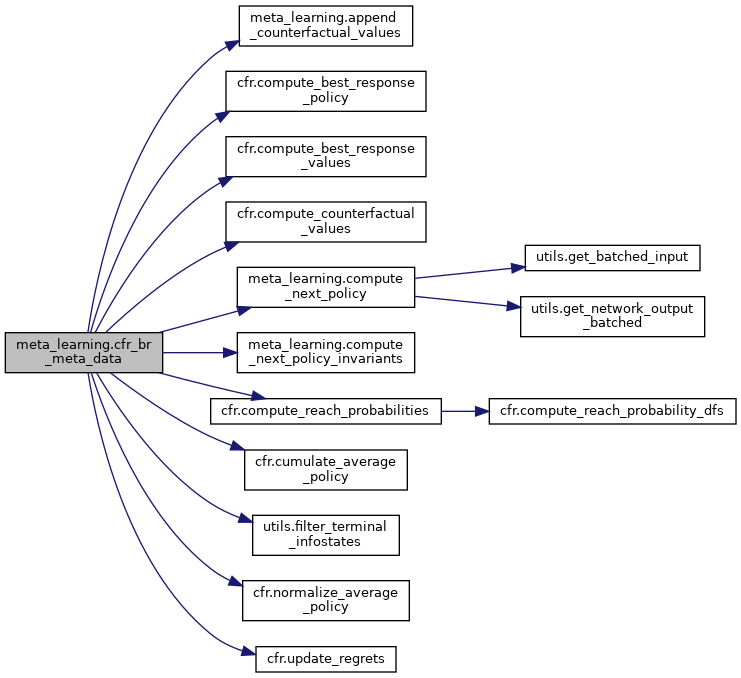 meta_learning.append
_counterfactual_values
cfr.compute_best_response
_policy
cfr.compute_best_response
_values
cfr.compute_counterfactual
_values
meta_learning.compute
_next_policy
utils.get_batched_input
utils.get_network_output
_batched
meta_learning.cfr_br
_meta_data
meta_learning.compute
_next_policy_invariants
cfr.compute_reach_probabilities
cfr.compute_reach_probability_dfs
cfr.cumulate_average
_policy
utils.filter_terminal
_infostates
cfr.normalize_average
_policy
cfr.update_regrets